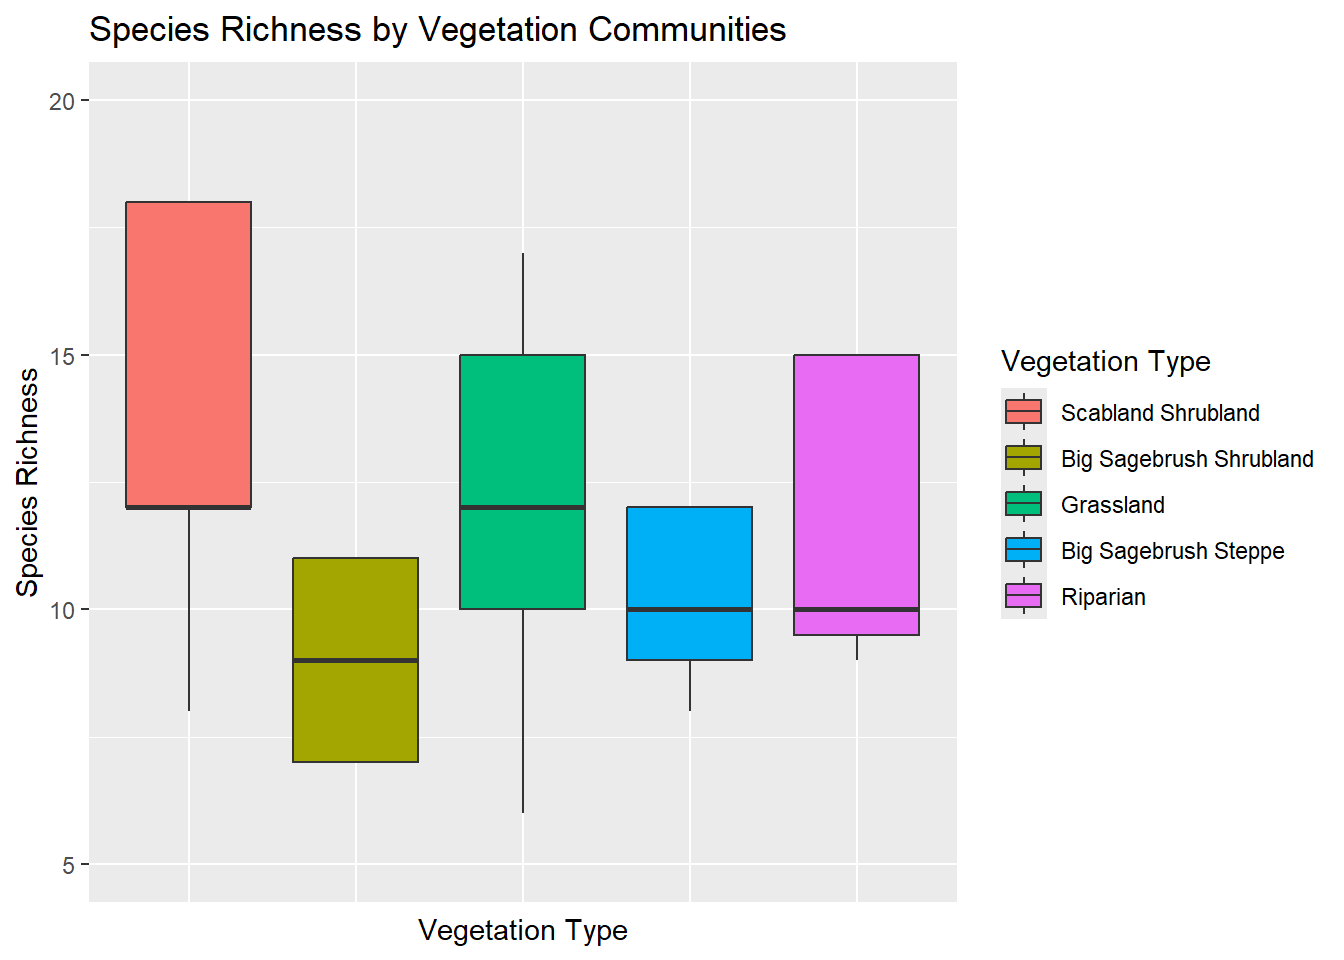 Species Richness by Vegetation Communities
20
15
10
5
Species Richness
Vegetation Type
Vegetation Type
Scabland Shrubland
Big Sagebrush Shrubland
Grassland
Big Sagebrush Steppe
Riparian